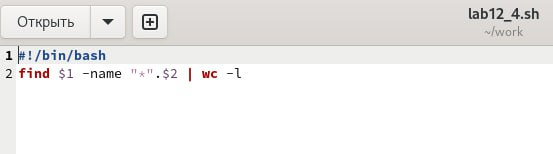 Открыть
lab12_4.sh
~/work
1 #!/bin/bash
2 find $1 -name "*".$2 | wc -l